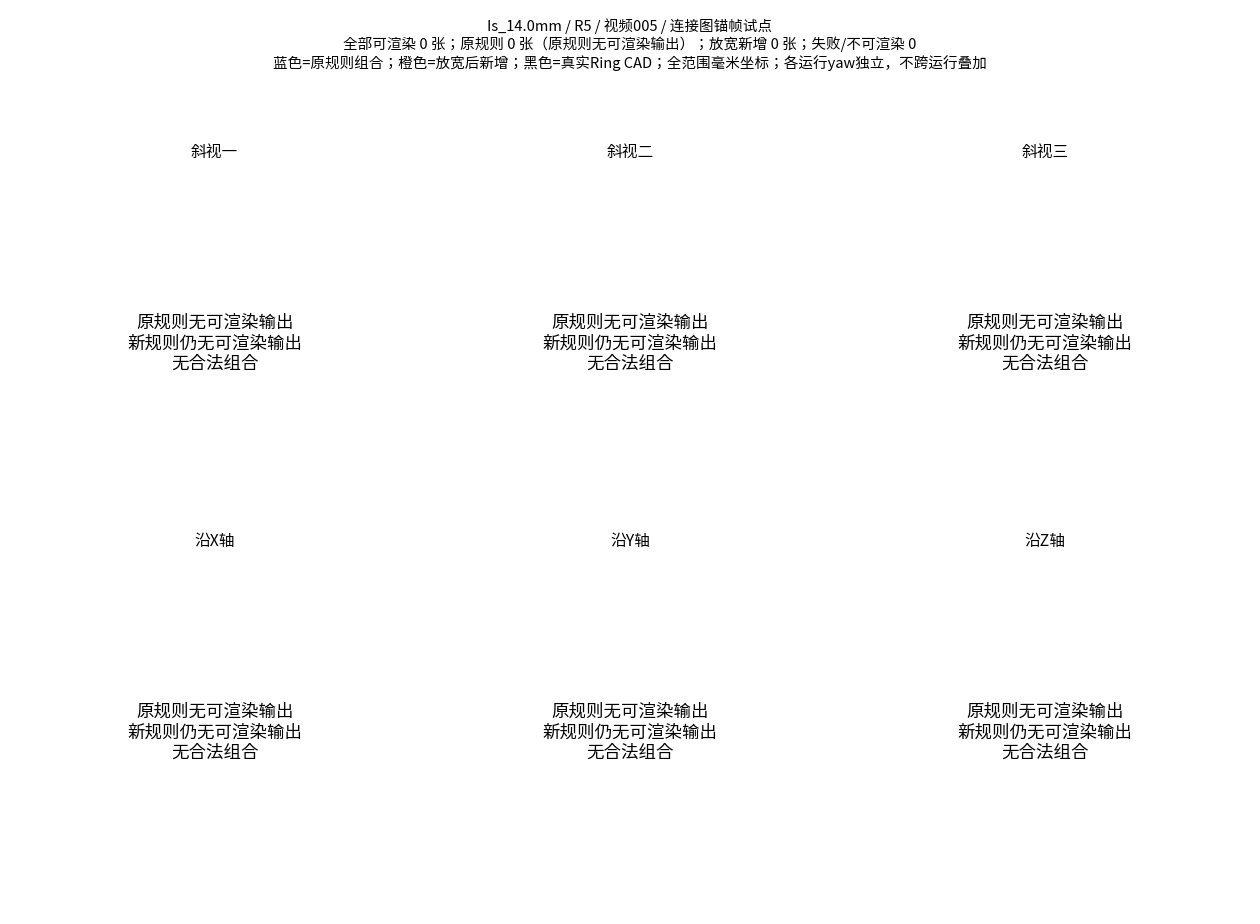 Is_14.0mm / R5 / 视频005 / 连接图锚帧试点
全部可渲染 0 张；原规则 0 张（原规则无可渲染输出）；放宽新增 0 张；失败/不可渲染 0
蓝色=原规则组合；橙色=放宽后新增；黑色=真实Ring CAD；全范围毫米坐标；各运行yaw独立，不跨运行叠加
斜视一
斜视二
斜视三
原规则无可渲染输出
新规则仍无可渲染输出
无合法组合
原规则无可渲染输出
新规则仍无可渲染输出
无合法组合
原规则无可渲染输出
新规则仍无可渲染输出
无合法组合
沿X轴
沿Y轴
沿Z轴
原规则无可渲染输出
新规则仍无可渲染输出
无合法组合
原规则无可渲染输出
新规则仍无可渲染输出
无合法组合
原规则无可渲染输出
新规则仍无可渲染输出
无合法组合